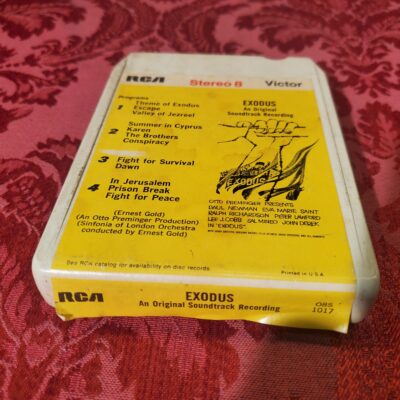 RCA Stereo 8 Victor
Programs
1 Theme of Exodus
Escape
Valley of Jezreel
2 Summer in Cyprus
Karen
The Brothers
Conspiracy
3 Fight for Survival
Dawn
4 In Jerusalem
Prison Break
Fight for Peace
(Ernest Gold)
(An Otto Preminger Production)
(Sinfonia of London Orchestra
conducted by Ernest Gold)
See RCA catalog for availability on disc records.
EXODUS
An Original
Soundtrack Recording
EXODUS
OTTO PREMINGER PRESENTS
PAUL NEWMAN EVA MARIE SAINT
RALPH RICHARDSON PETER LAWFORD
LEE J. COBB SAL MINEO JOHN DEREK
IN "EXODUS"
Printed in U.S.A.
RCA EXODUS
An Original Soundtrack Recording
O8S
1017